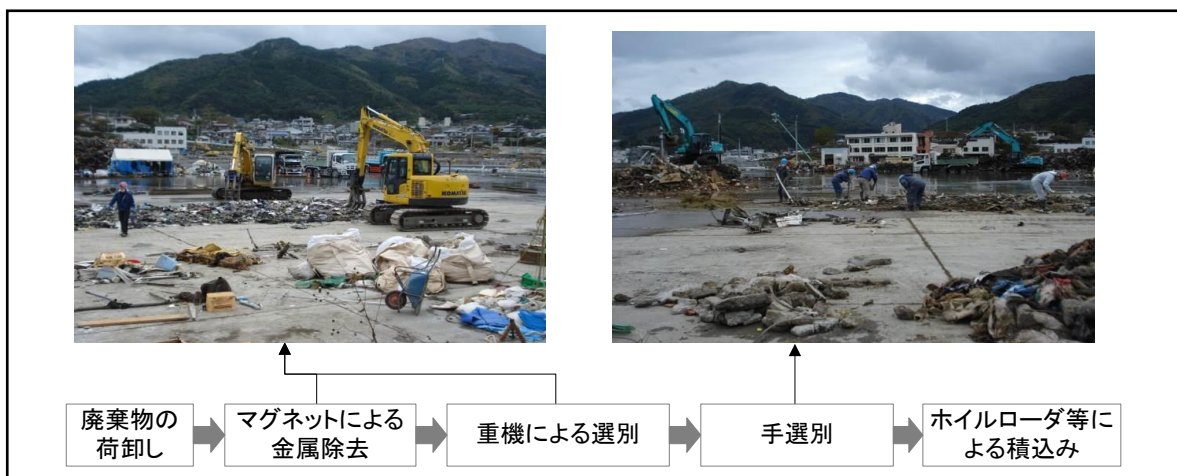 KOMATSU
廃棄物の
荷卸し
マグネットによる
金属除去
重機による選別
手選別
ホイルローダ等
による積込み